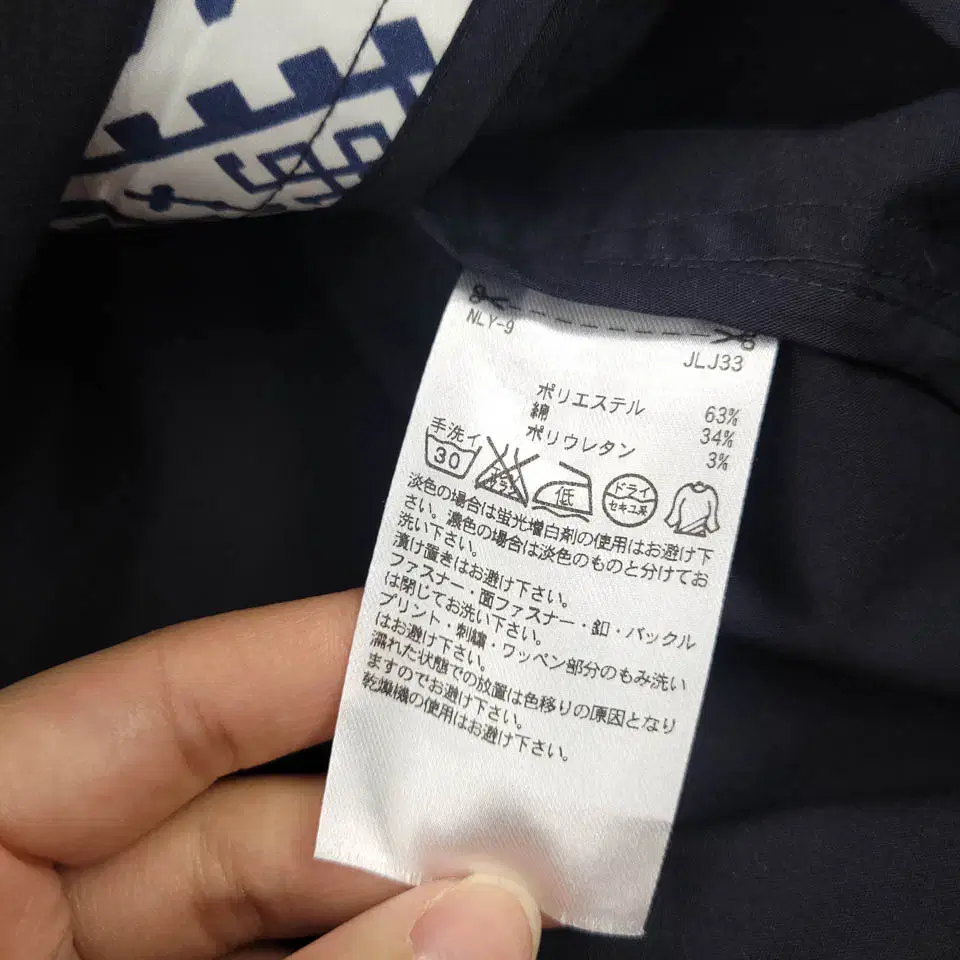 NLY-9
JLJ33
ポリエステル 63%
綿 34%
ポリウレタン 3%
手洗イ
30
エンソ
サラシ
低
ドライ
セキユ系
淡色の場合は蛍光増白剤の使用はお避け下
さい。濃色の場合は淡色のものと分けてお
洗い下さい。
漬け置きはお避け下さい。
ファスナー・面ファスナー・釦・バックル
は閉じてお洗い下さい。
プリント・刺繍・ワッペン部分のもみ洗い
はお避け下さい。
濡れた状態での放置は色移りの原因となり
ますのでお避け下さい。
乾燥機の使用はお避け下さい。